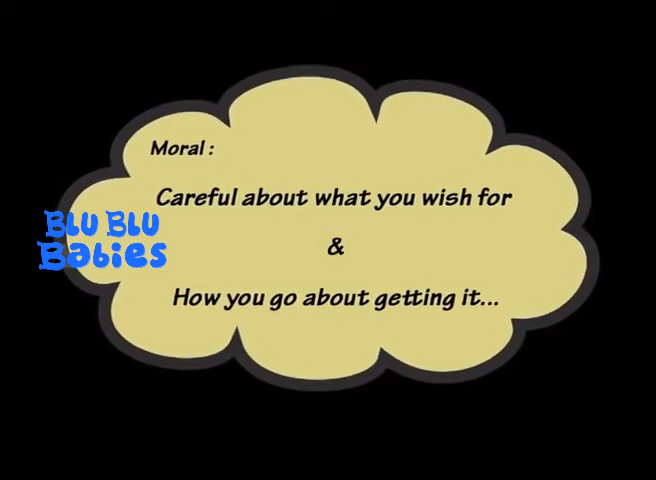 Moral :
Careful about what you wish for
&
How you go about getting it...
Blu Blu
Babies